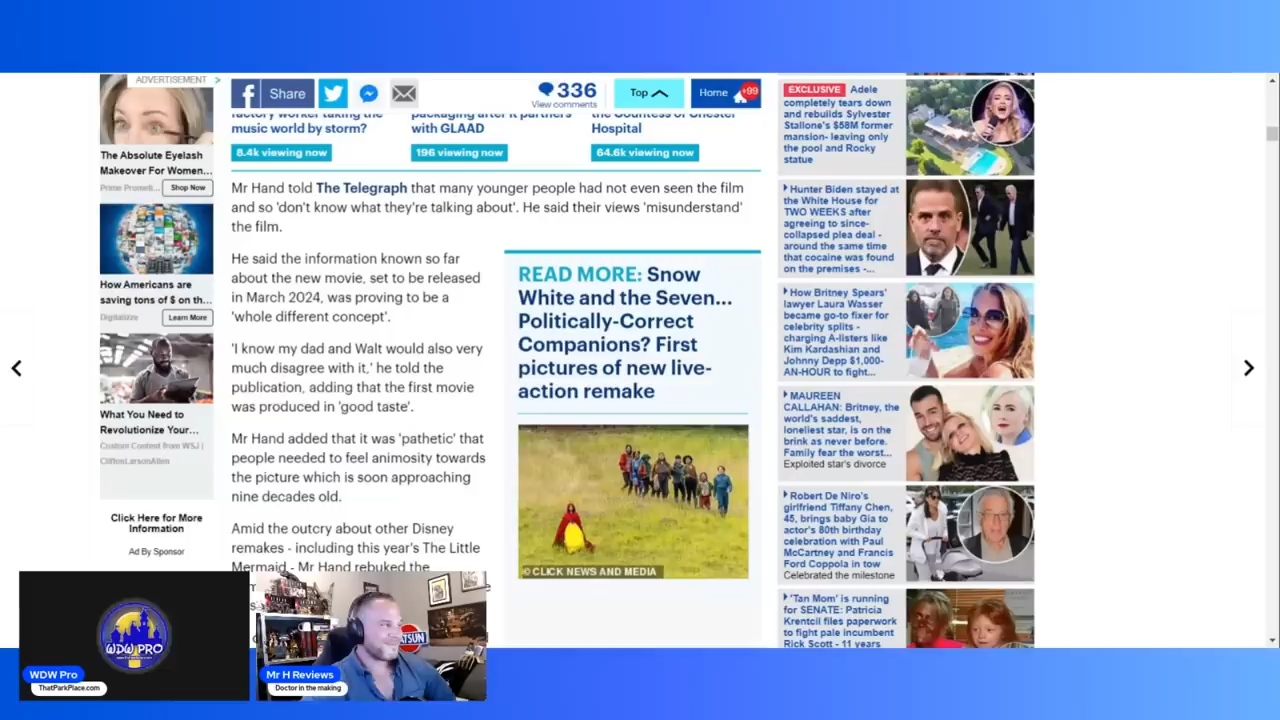 ADVERTISEMENT
The Absolute Eyelash
Makeover For Women...
Shop Now
How Americans are
saving tons of $ on th...
Digitalizze
Learn More
What You Need to
Revolutionize Your...
Custom Content from WSJ |
CliftonLarsonAllen
Click Here for More
Information
Ad By Sponsor
f Share
336
View comments
Top
Home
+99
factory worker taking the
music world by storm?
8.4k viewing now
packaging after it partners
with GLAAD
196 viewing now
the Countess of Chester
Hospital
64.6k viewing now
Mr Hand told The Telegraph that many younger people had not even seen the film
and so 'don't know what they're talking about'. He said their views 'misunderstand'
the film.
He said the information known so far
about the new movie, set to be released
in March 2024, was proving to be a
'whole different concept'.
'I know my dad and Walt would also very
much disagree with it,' he told the
publication, adding that the first movie
was produced in 'good taste'.
Mr Hand added that it was 'pathetic' that
people needed to feel animosity towards
the picture which is soon approaching
nine decades old.
Amid the outcry about other Disney
remakes - including this year's The Little
Mermaid, - Mr Hand rebuked the
READ MORE: Snow
White and the Seven...
Politically-Correct
Companions? First
pictures of new live-
action remake
© CLICK NEWS AND MEDIA
EXCLUSIVE Adele
completely tears down
and rebuilds Sylvester
Stallone's $58M former
mansion- leaving only
the pool and Rocky
statue
Hunter Biden stayed at
the White House for
TWO WEEKS after
agreeing to since-
collapsed plea deal -
around the same time
that cocaine was found
on the premises -...
How Britney Spears'
lawyer Laura Wasser
became go-to fixer for
celebrity splits -
charging A-listers like
Kim Kardashian and
Johnny Depp $1,000-
AN-HOUR to fight...
MAUREEN
CALLAHAN: Britney, the
world's saddest,
loneliest star, is on the
brink as never before.
Family fear the worst...
Exploited star's divorce
Robert De Niro's
girlfriend Tiffany Chen,
45, brings baby Gia to
actor's 80th birthday
celebration with Paul
McCartney and Francis
Ford Coppola in tow
Celebrated the milestone
'Tan Mom' is running
for SENATE: Patricia
Krentcil files paperwork
to fight pale incumbent
Rick Scott - 11 years
WDW PRO
WDW Pro
ThatParkPlace.com
DATSUN
Mr H Reviews
Doctor in the making